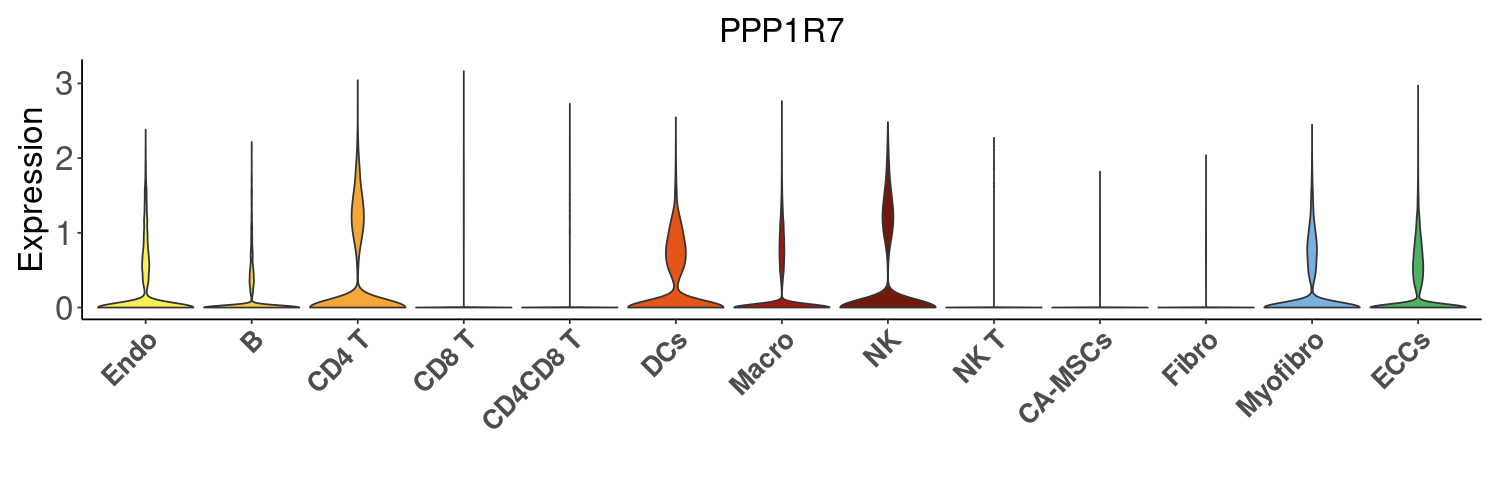 PPP1R7
Expression
3
2
1
0
Endo
B
CD4 T
CD8 T
CD4CD8 T
DCs
Macro
NK
NK T
CA-MSCs
Fibro
Myofibro
ECCs